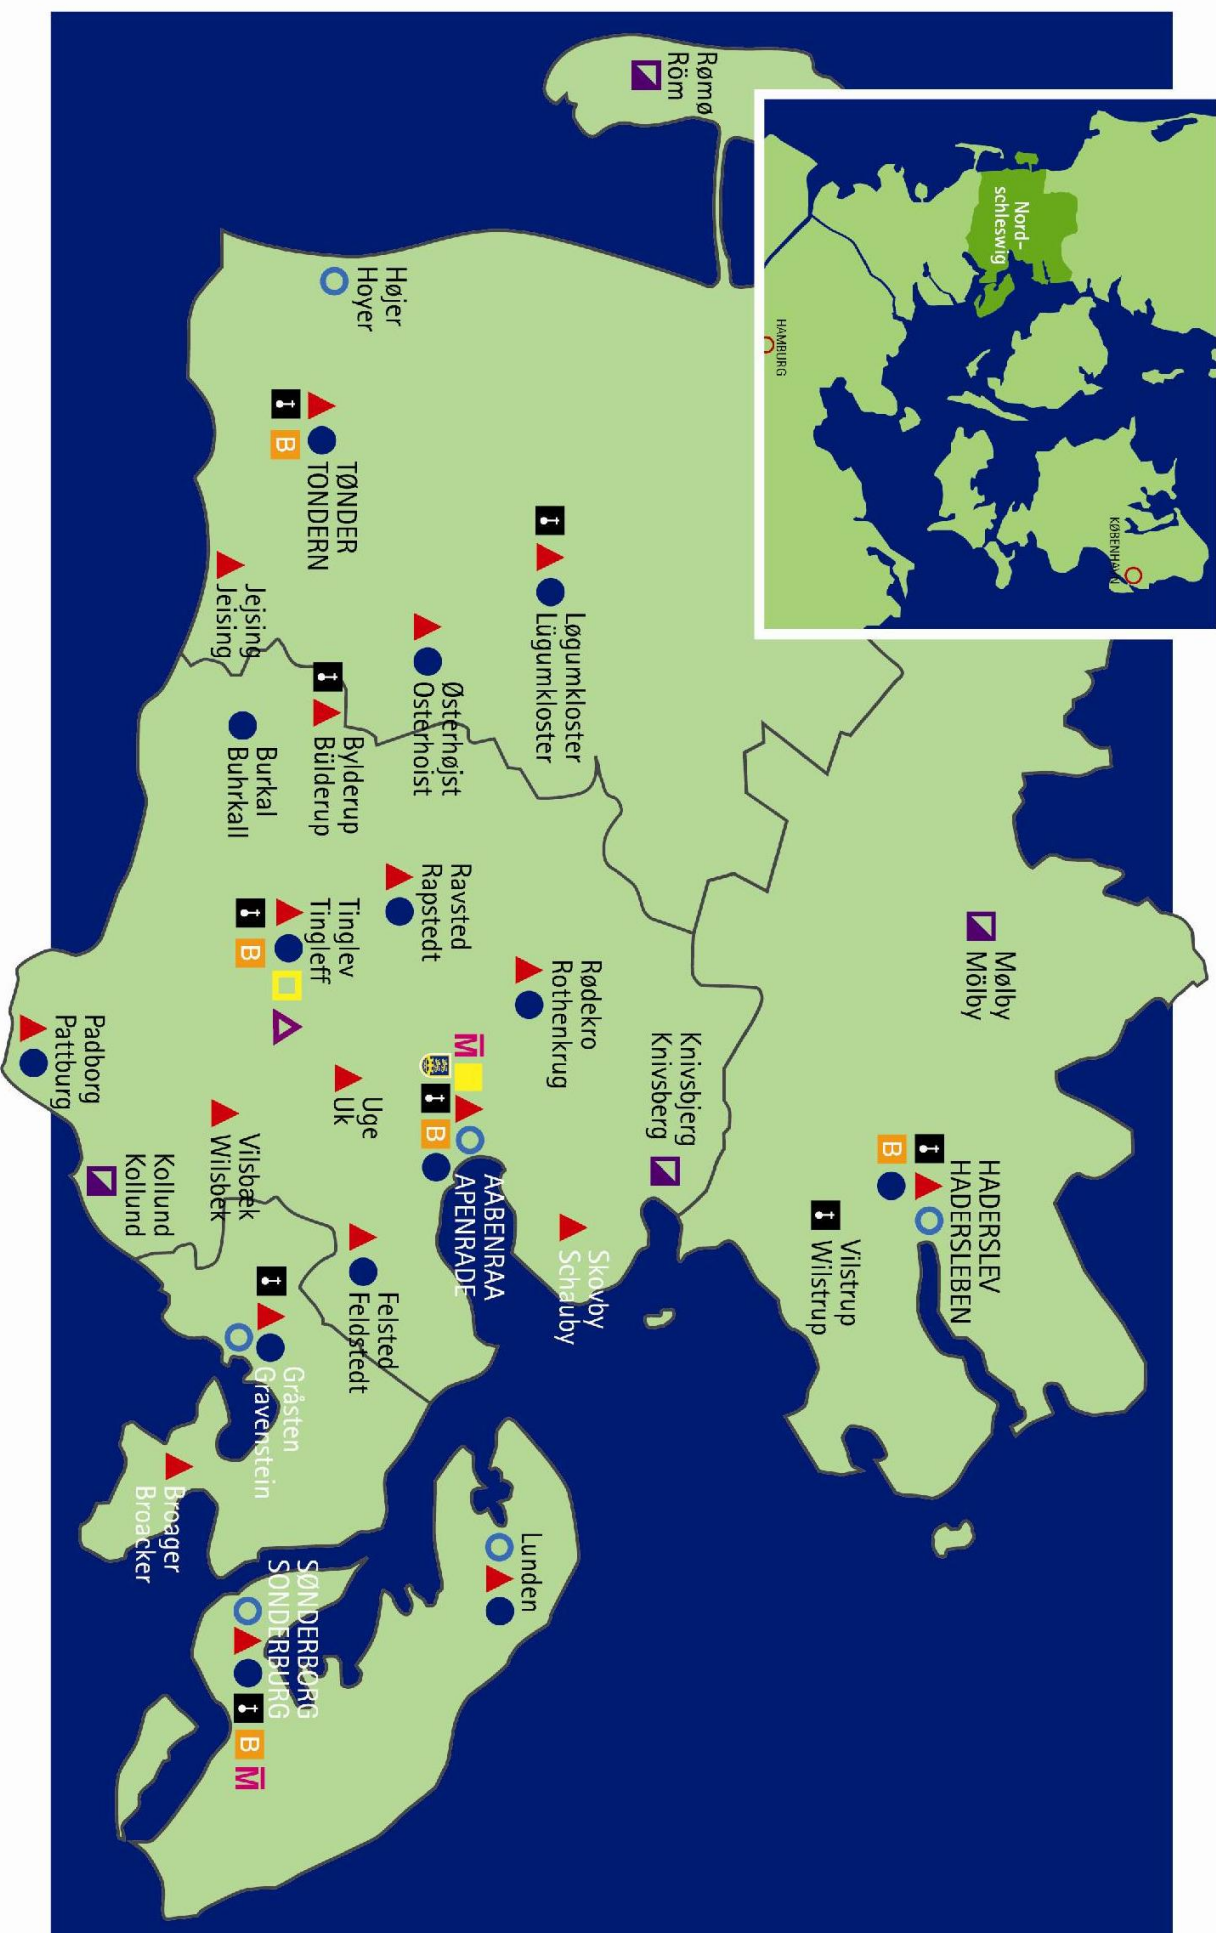 Rømø
Röm
Nord-
schleswig
HAMBURG
KØBENHAVN
Højer
Hoyer
TØNDER
TONDERN
B
Jejsing
Jeising
Løgumkloster
Lügumkloster
Østerhøjst
Osterhoist
Bylderup
Bülderup
Burkal
Buhrkall
Ravsted
Rapstedt
Tinglev
Tingleff
B
Rødekro
Rothenkrug
Mølby
Mölby
Knivsbjerg
Knivsberg
Padborg
Pattburg
Uge
Uk
M
B
AABENRAA
APENRADE
Vilsbæk
Wilsbek
Kollund
Kollund
HADERSLEV
HADERSLEBEN
B
Vilstrup
Wilstrup
Skovby
Schauby
Felsted
Feldstedt
Gråsten
Gravenstein
Broager
Broacker
Lunden
SØNDERBORG
SONDERBURG
B M